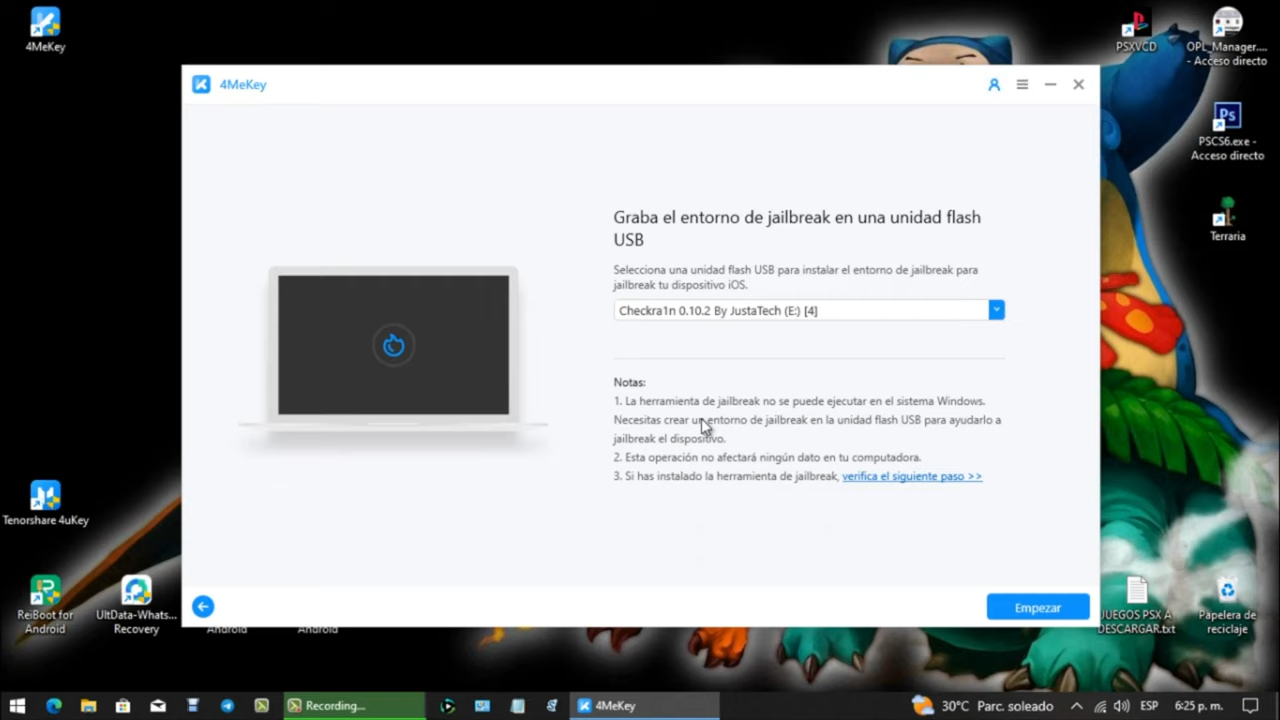 4MeKey
PSXVCD
OPL_Manager....
- Acceso directo
4MeKey
Ps
PSCS6.exe -
Acceso directo
Terraria
Graba el entorno de jailbreak en una unidad flash
USB
Selecciona una unidad flash USB para instalar el entorno de jailbreak para
jailbreak tu dispositivo iOS.
Checkra1n 0.10.2 By JustaTech (E:) [4]
Notas:
1. La herramienta de jailbreak no se puede ejecutar en el sistema Windows.
Necesitas crear un entorno de jailbreak en la unidad flash USB para ayudarlo a
jailbreak el dispositivo.
2. Esta operación no afectará ningún dato en tu computadora.
3. Si has instalado la herramienta de jailbreak, verifica el siguiente paso >>
Tenorshare 4uKey
ReiBoot for
Android
UltData-Whats...
Recovery
Android
Android
Empezar
JUEGOS PSX A
DESCARGAR.txt
Papelera de
reciclaje
Recording...
4MeKey
30°C Parc. soleado
ESP
6:25 p. m.